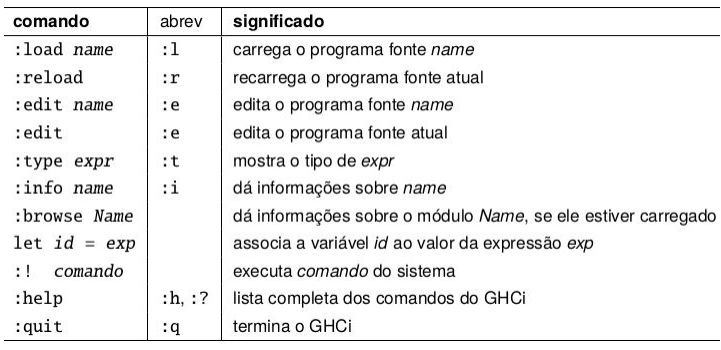 comando abrev significado
:load name :l carrega o programa fonte name
:reload :r recarrega o programa fonte atual
:edit name :e edita o programa fonte name
:edit :e edita o programa fonte atual
:type expr :t mostra o tipo de expr
:info name :i dá informações sobre name
:browse Name dá informações sobre o módulo Name, se ele estiver carregado
let id = exp associa a variável id ao valor da expressão exp
:! comando executa comando do sistema
:help :h, :? lista completa dos comandos do GHCi
:quit :q termina o GHCi